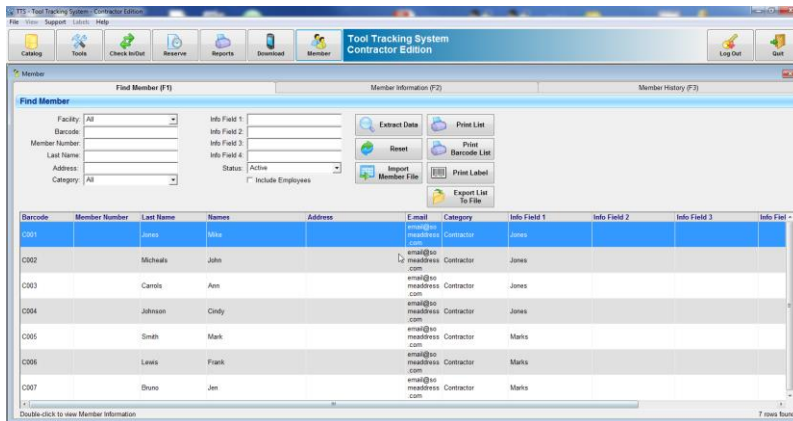 TTS - Tool Tracking System - Contractor Edition
File View Support Labels Help
Catalog Tools Check In/Out Reserve Reports Download Member Tool Tracking System Log Out Quit
Contractor Edition
Member
Find Member (F1) Member Information (F2) Member History (F3)
Find Member
Facility: All Info Field 1: Extract Data Print List
Barcode: Info Field 2:
Member Number: Info Field 3: Reset Print Barcode List
Last Name: Info Field 4:
Address: Status: Active Import Member File Print Label
Category: All Include Employees
Export List To File
Barcode Member Number Last Name Names Address E-mail Category Info Field 1 Info Field 2 Info Field 3 Info Fiel
C001 Jones Mike email@someaddress.com Contractor Jones
C002 Micheals John email@someaddress.com Contractor Jones
C003 Carrols Ann email@someaddress.com Contractor Jones
C004 Johnson Cindy email@someaddress.com Contractor Jones
C005 Smith Mark email@someaddress.com Contractor Marks
C006 Lewis Frank email@someaddress.com Contractor Marks
C007 Bruno Jen email@someaddress.com Contractor Marks
Double-click to view Member Information 7 rows found